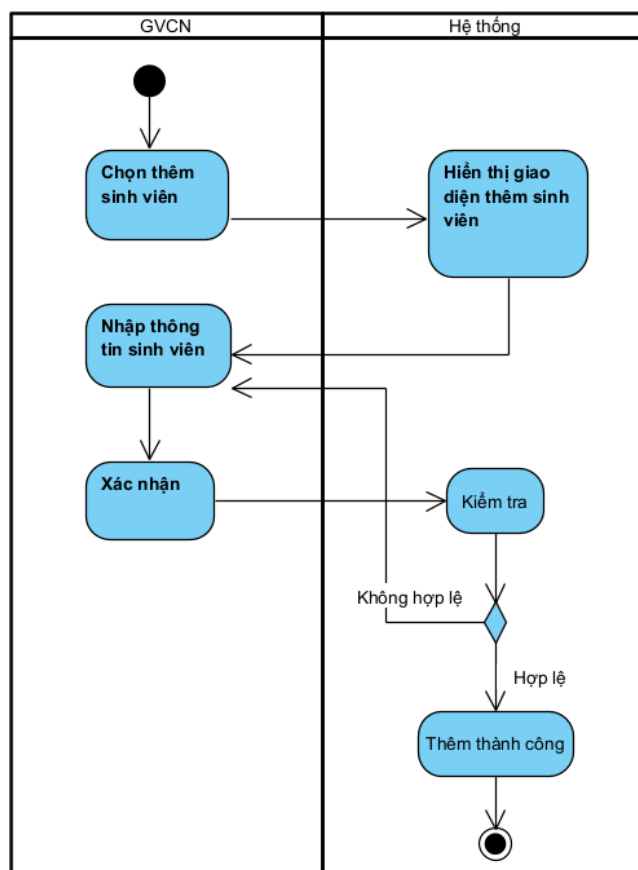 GVCN
Hệ thống
Chọn thêm
sinh viên
Hiển thị giao
diện thêm sinh
viên
Nhập thông
tin sinh viên
Xác nhận
Kiểm tra
Không hợp lệ
Hợp lệ
Thêm thành công